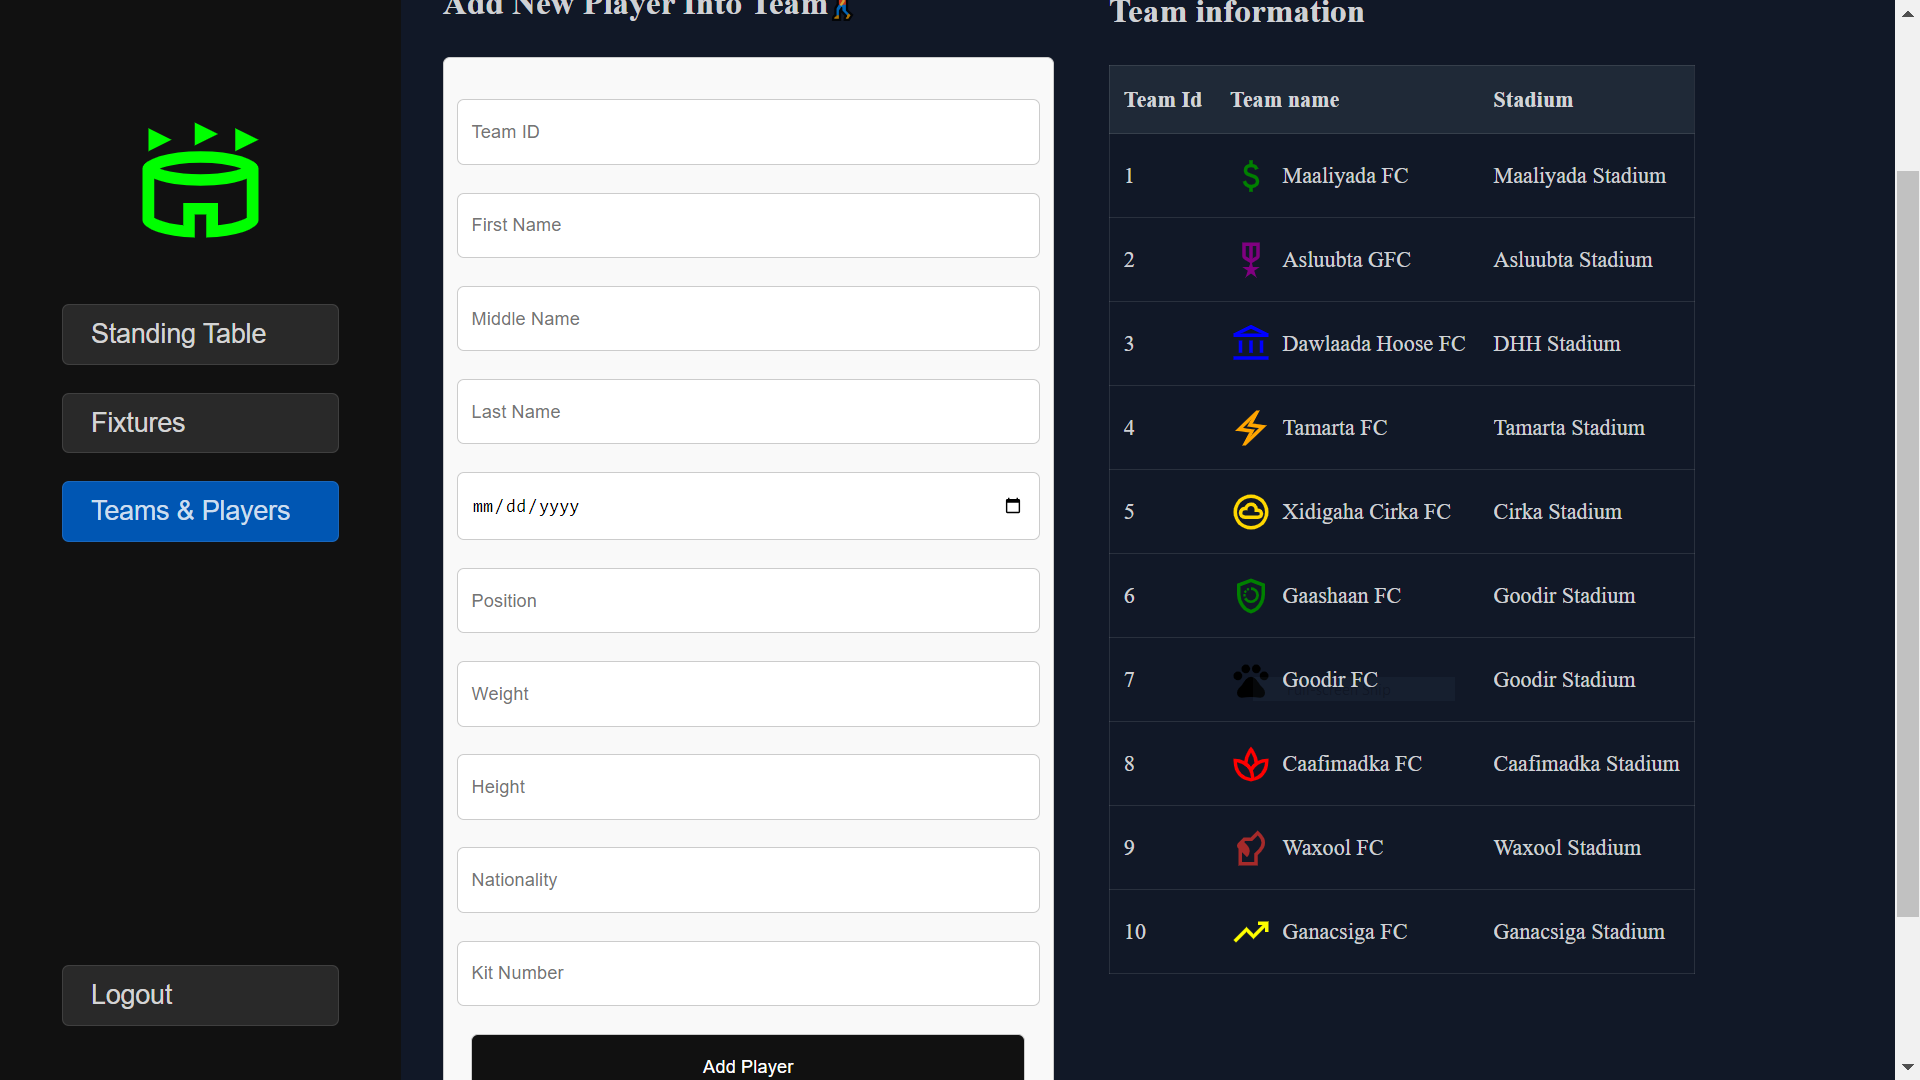 Standing Table
Fixtures
Teams & Players
Logout
Add New Player Into Team
Team ID
First Name
Middle Name
Last Name
mm/dd/yyyy
Position
Weight
Height
Nationality
Kit Number
Add Player
Team information
Team Id Team name Stadium
1 Maaliyada FC Maaliyada Stadium
2 Asluubta GFC Asluubta Stadium
3 Dawlaada Hoose FC DHH Stadium
4 Tamarta FC Tamarta Stadium
5 Xidigaha Cirka FC Cirka Stadium
6 Gaashaan FC Goodir Stadium
7 Goodir FC Goodir Stadium
8 Caafimadka FC Caafimadka Stadium
9 Waxool FC Waxool Stadium
10 Ganacsiga FC Ganacsiga Stadium